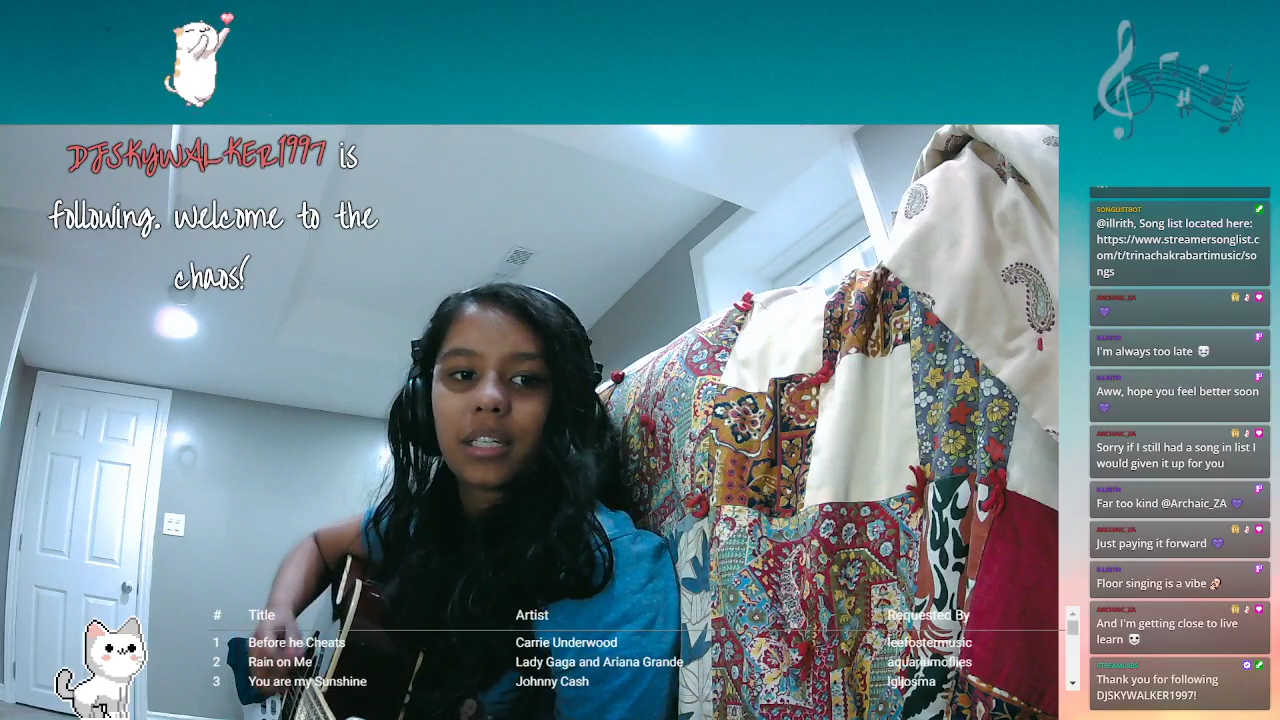 DJSKYWALKER1997 is
following. welcome to the
chaos!
# Title Artist Requested By
1 Before he Cheats Carrie Underwood leefostermusic
2 Rain on Me Lady Gaga and Ariana Grande aquariumoflies
3 You are my Sunshine Johnny Cash lgljosma
SONGLISTBOT
@illrith, Song list located here:
https://www.streamersonglist.c
om/t/trinachakrabartimusic/so
ngs
ARCHAIC_ZA
ILLRITH
I'm always too late
ILLRITH
Aww, hope you feel better soon
ARCHAIC_ZA
Sorry if I still had a song in list I
would given it up for you
ILLRITH
Far too kind @Archaic_ZA
ARCHAIC_ZA
Just paying it forward
ILLRITH
Floor singing is a vibe
ARCHAIC_ZA
And I'm getting close to live
learn
STREAMLABS
Thank you for following
DJSKYWALKER1997!